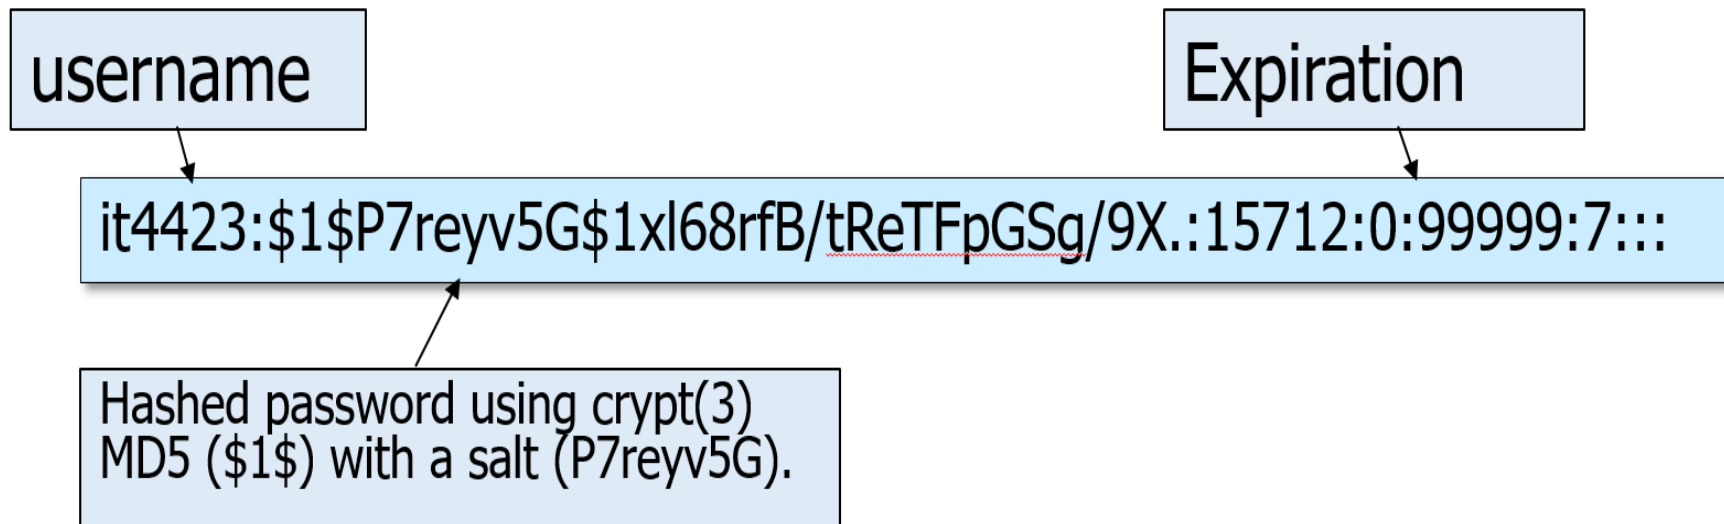 username
Expiration
it4423:$1$P7reyv5G$1xl68rfB/tReTFpGSg/9X.:15712:0:99999:7:::
Hashed password using crypt(3)
MD5 ($1$) with a salt (P7reyv5G).